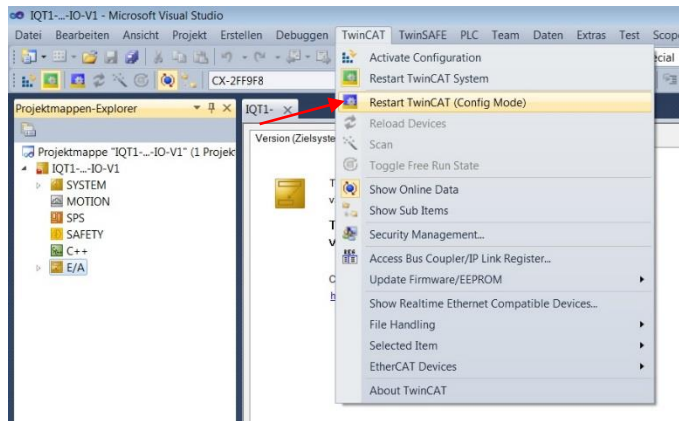 IQT1-...-IO-V1 - Microsoft Visual Studio
Datei Bearbeiten Ansicht Projekt Erstellen Debuggen TwinCAT TwinSAFE PLC Team Daten Extras Test Scop
CX-2FF9F8
Projektmappen-Explorer
IQT1-
Version (Zielsyste
Projektmappe "IQT1-...-IO-V1" (1 Projek
IQT1-...-IO-V1
SYSTEM
MOTION
SPS
SAFETY
C++
E/A
Activate Configuration
Restart TwinCAT System
Restart TwinCAT (Config Mode)
Reload Devices
Scan
Toggle Free Run State
Show Online Data
Show Sub Items
Security Management...
Access Bus Coupler/IP Link Register...
Update Firmware/EEPROM
Show Realtime Ethernet Compatible Devices...
File Handling
Selected Item
EtherCAT Devices
About TwinCAT